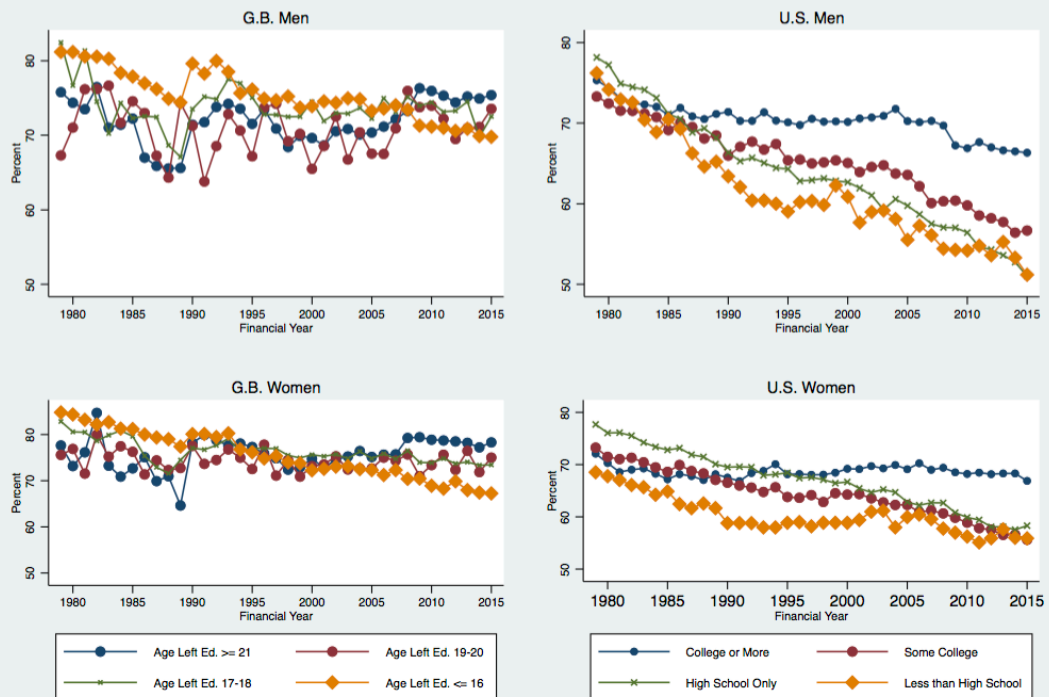 G.B. Men
80
70
60
50
Percent
1980 1985 1990 1995 2000 2005 2010 2015
Financial Year
U.S. Men
80
70
60
50
Percent
1980 1985 1990 1995 2000 2005 2010 2015
Financial Year
G.B. Women
80
70
60
50
Percent
1980 1985 1990 1995 2000 2005 2010 2015
Financial Year
U.S. Women
80
70
60
50
Percent
1980 1985 1990 1995 2000 2005 2010 2015
Financial Year
Age Left Ed. >= 21 Age Left Ed. 19-20
Age Left Ed. 17-18 Age Left Ed. <= 16
College or More Some College
High School Only Less than High School